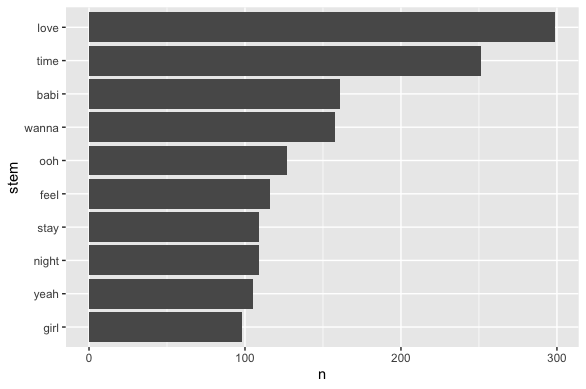 love
time
babi
wanna
ooh
feel
stay
night
yeah
girl
stem
0 100 200 300
n